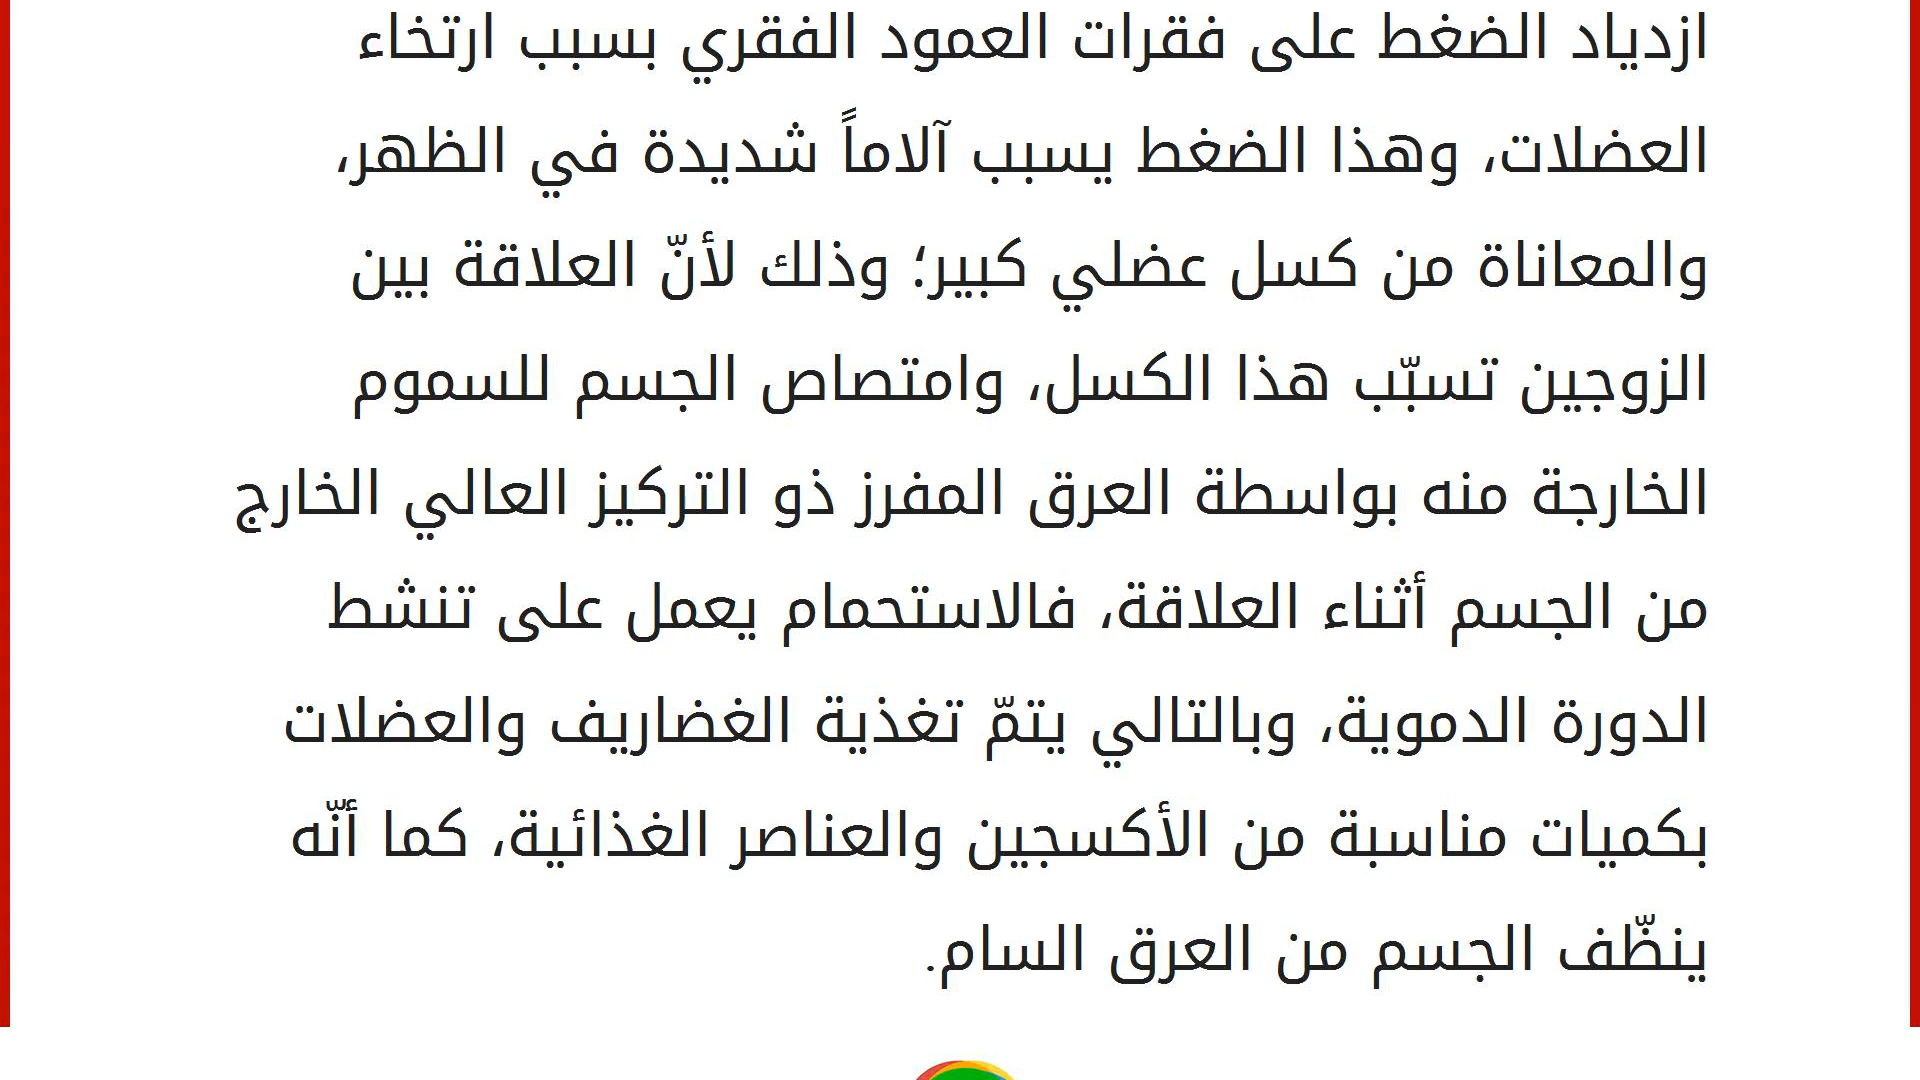 ازدياد الضغط على فقرات العمود الفقري بسبب ارتخاء
العضلات، وهذا الضغط يسبب آلاماً شديدة في الظهر،
والمعاناة من كسل عضلي كبير؛ وذلك لأنّ العلاقة بين
الزوجين تسبّب هذا الكسل، وامتصاص الجسم للسموم
الخارجة منه بواسطة العرق المفرز ذو التركيز العالي الخارج
من الجسم أثناء العلاقة، فالاستحمام يعمل على تنشط
الدورة الدموية، وبالتالي يتمّ تغذية الغضاريف والعضلات
بكميات مناسبة من الأكسجين والعناصر الغذائية، كما أنّه
ينظّف الجسم من العرق السام.